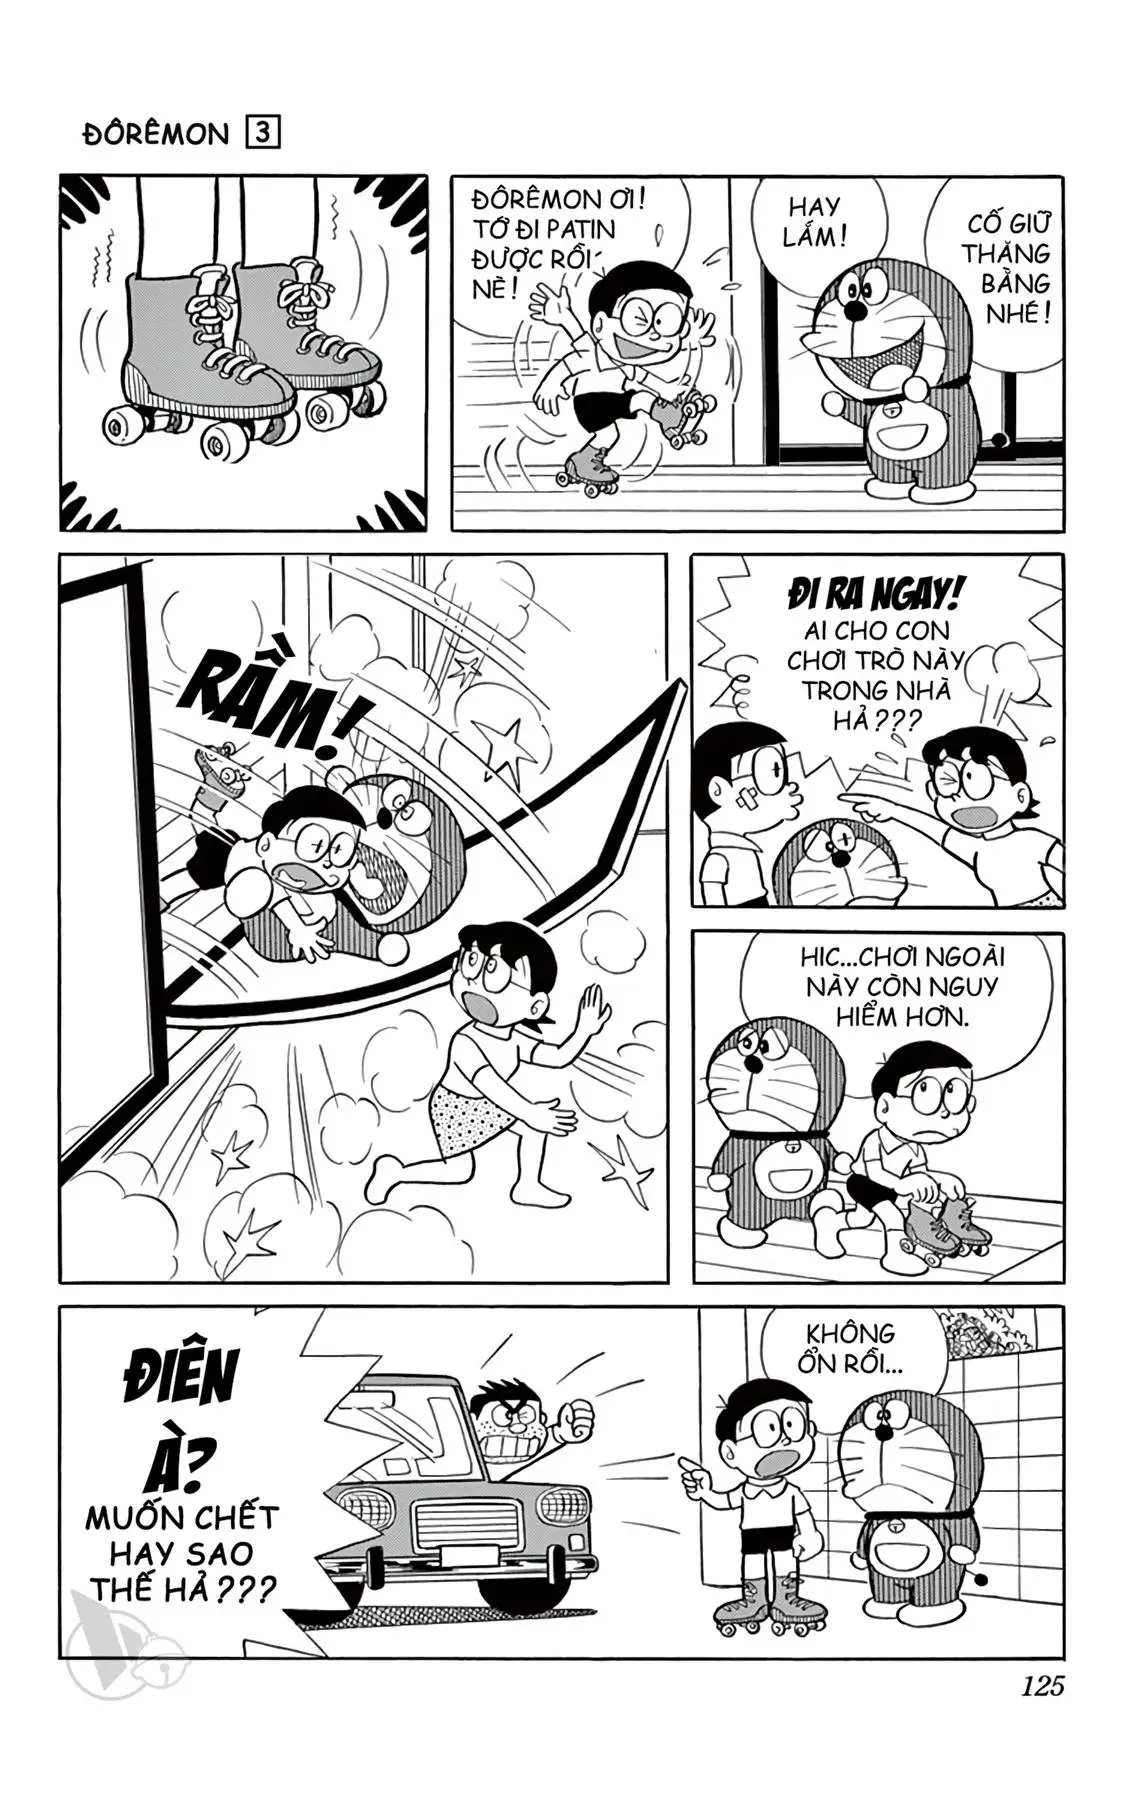 ĐÔRÊMON 3
ĐÔRÊMON ƠI!
TỚ ĐI PATIN
ĐƯỢC RỒI
NÈ!
HAY
LẮM!
CỐ GIỮ
THĂNG
BẰNG
NHÉ!
RẦM!
ĐI RA NGAY!
AI CHO CON
CHƠI TRÒ NÀY
TRONG NHÀ
HẢ???
HIC...CHƠI NGOÀI
NÀY CÒN NGUY
HIỂM HƠN.
ĐIÊN
À?
MUỐN CHẾT
HAY SAO
THẾ HẢ???
KHÔNG
ỔN RỒI...
125